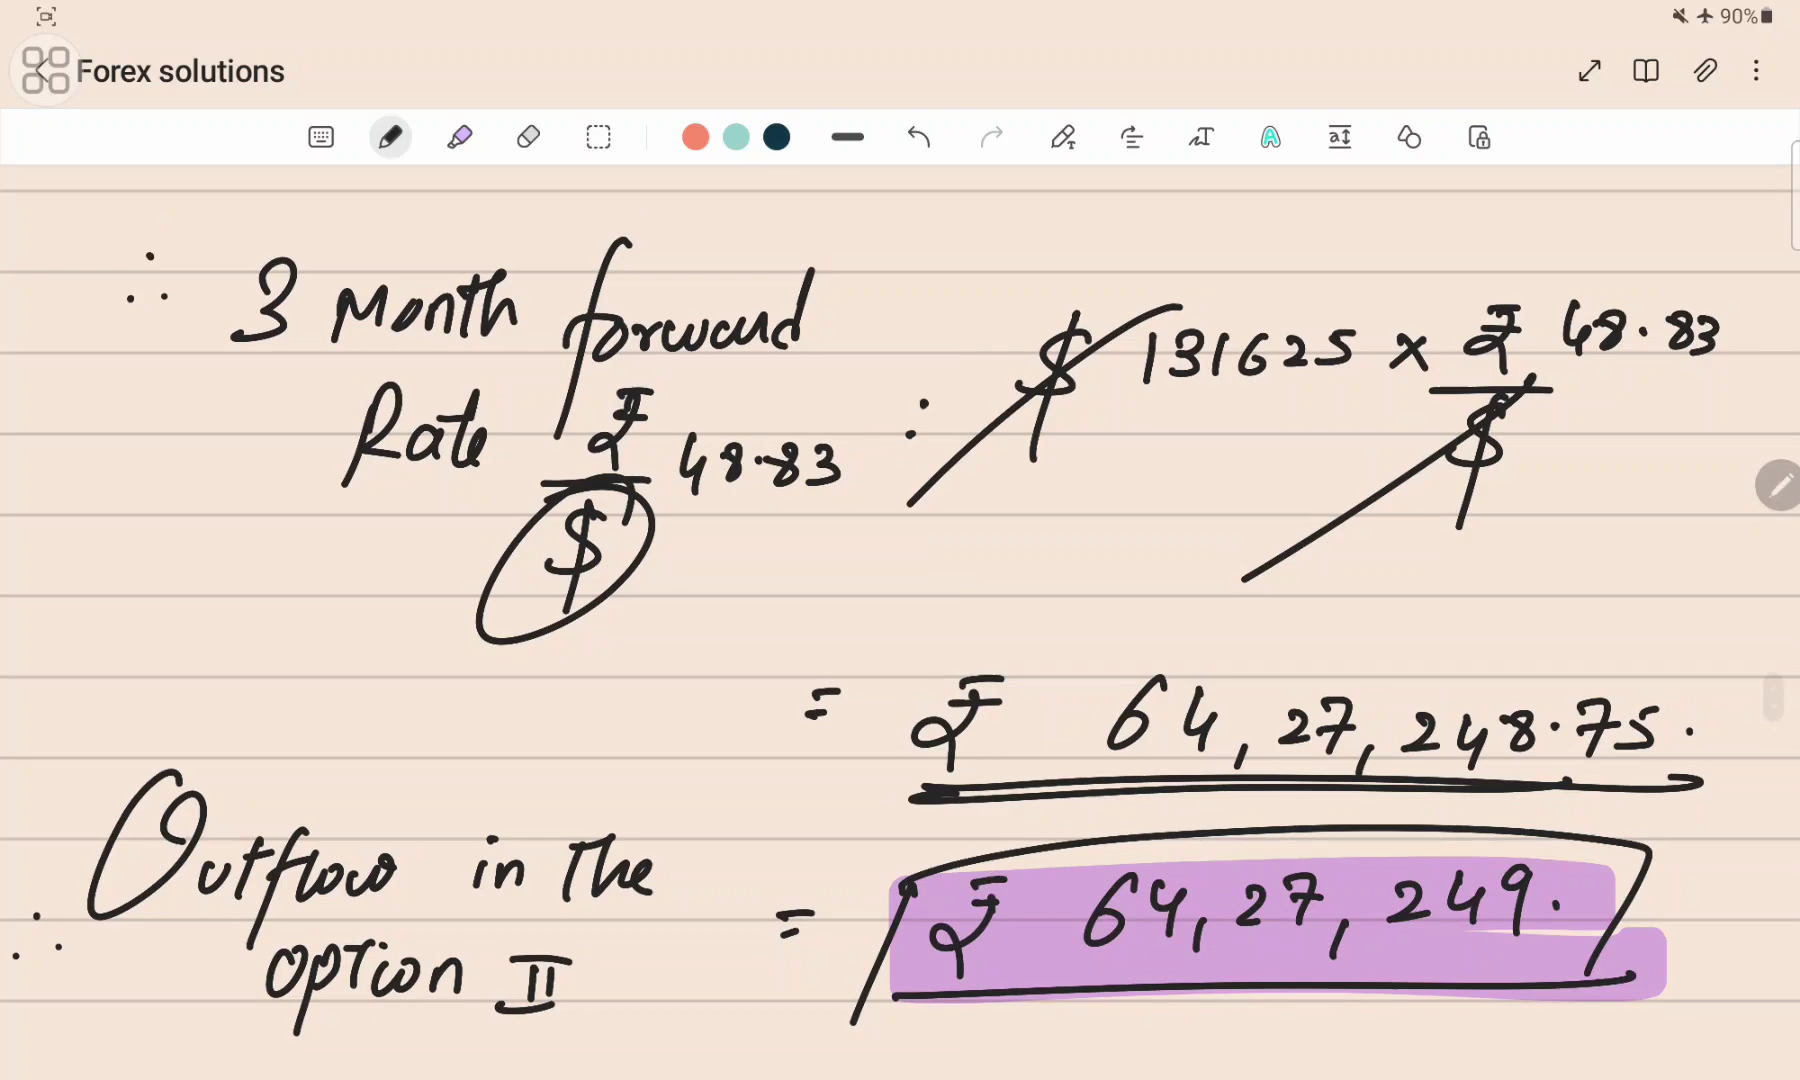 90%
Forex solutions
∴ 3 Month forward
Rate ₹/$ 48.83 : $ 131625 × ₹/$ 48.83
= ₹ 64,27,248.75.
∴ Outflow in the
option II = ₹ 64,27,249.